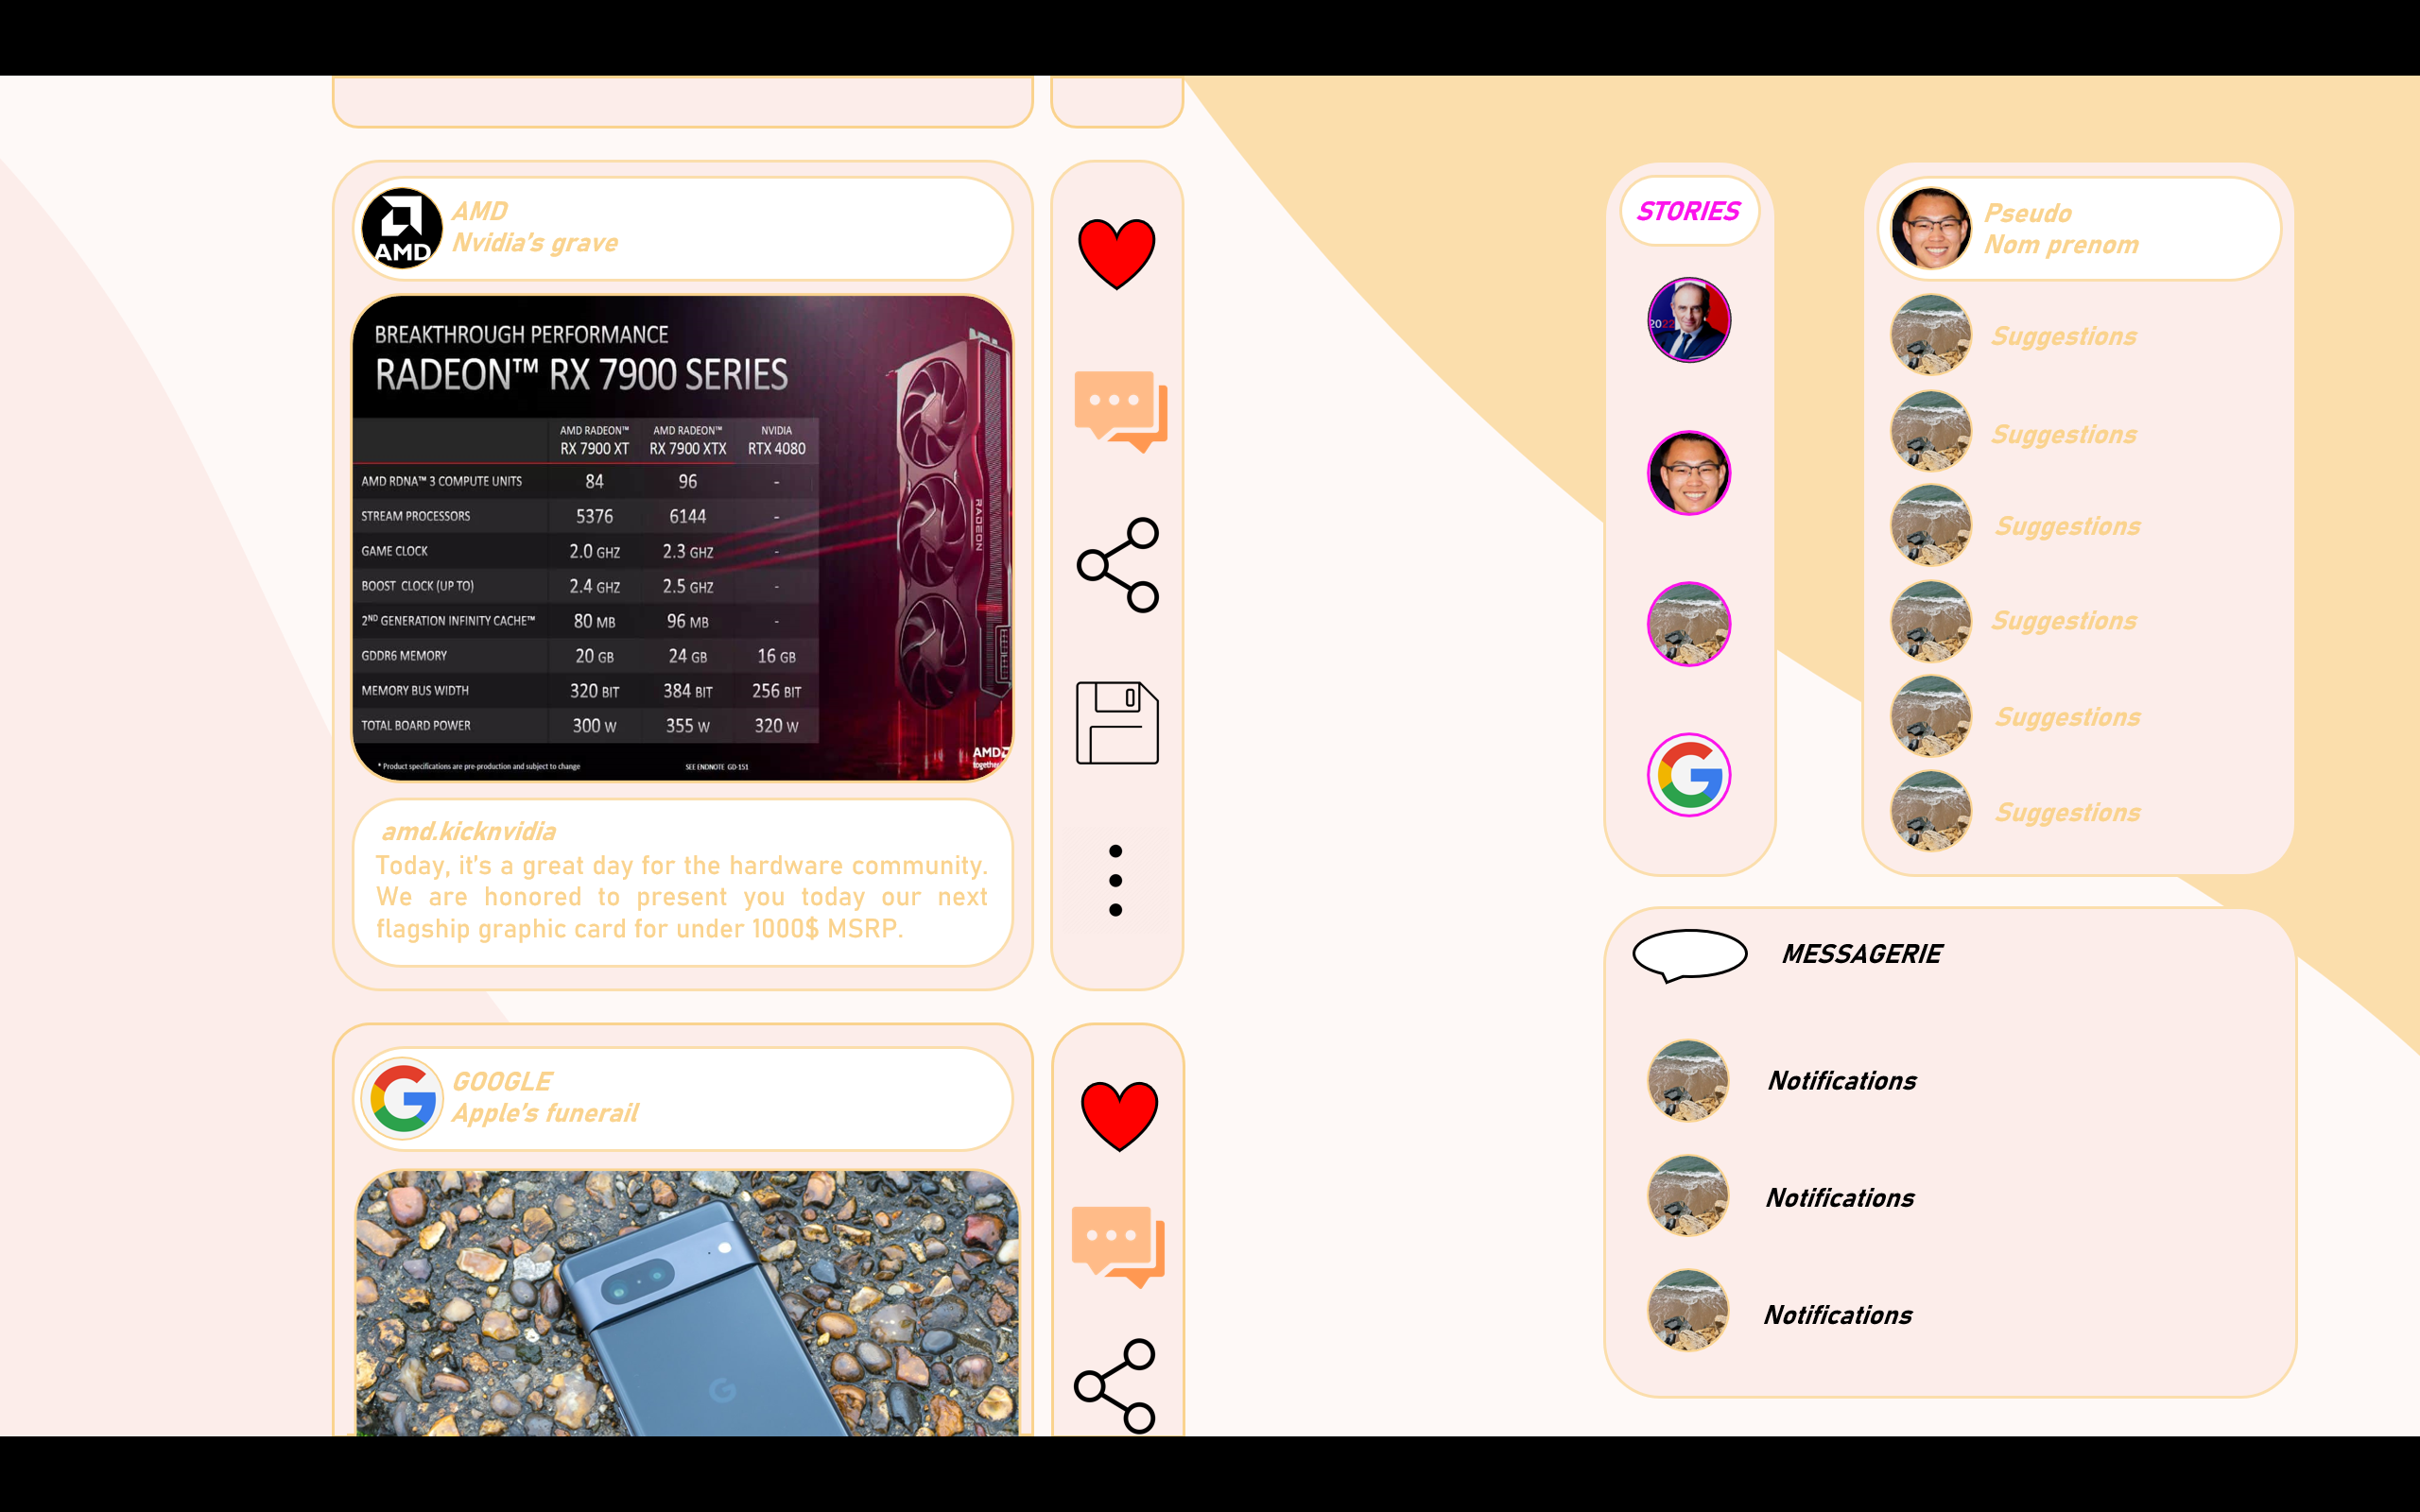 AMD
AMD
Nvidia's grave
BREAKTHROUGH PERFORMANCE
RADEON™ RX 7900 SERIES
AMD RADEON™ RX 7900 XT
AMD RADEON™ RX 7900 XTX
NVIDIA RTX 4080
AMD RDNA™ 3 COMPUTE UNITS 84 96 -
STREAM PROCESSORS 5376 6144 -
GAME CLOCK 2.0 GHZ 2.3 GHZ -
BOOST CLOCK (UP TO) 2.4 GHZ 2.5 GHZ -
2ND GENERATION INFINITY CACHE™ 80 MB 96 MB -
GDDR6 MEMORY 20 GB 24 GB 16 GB
MEMORY BUS WIDTH 320 BIT 384 BIT 256 BIT
TOTAL BOARD POWER 300 W 355 W 320 W
* Product specifications are pre-production and subject to change
SEE ENDNOTE GD-151
RADEON
AMD
together
amd.kicknvidia
Today, it's a great day for the hardware community.
We are honored to present you today our next
flagship graphic card for under 1000$ MSRP.
GOOGLE
Apple's funerail
STORIES
2022
Pseudo
Nom prenom
Suggestions
Suggestions
Suggestions
Suggestions
Suggestions
Suggestions
MESSAGERIE
Notifications
Notifications
Notifications